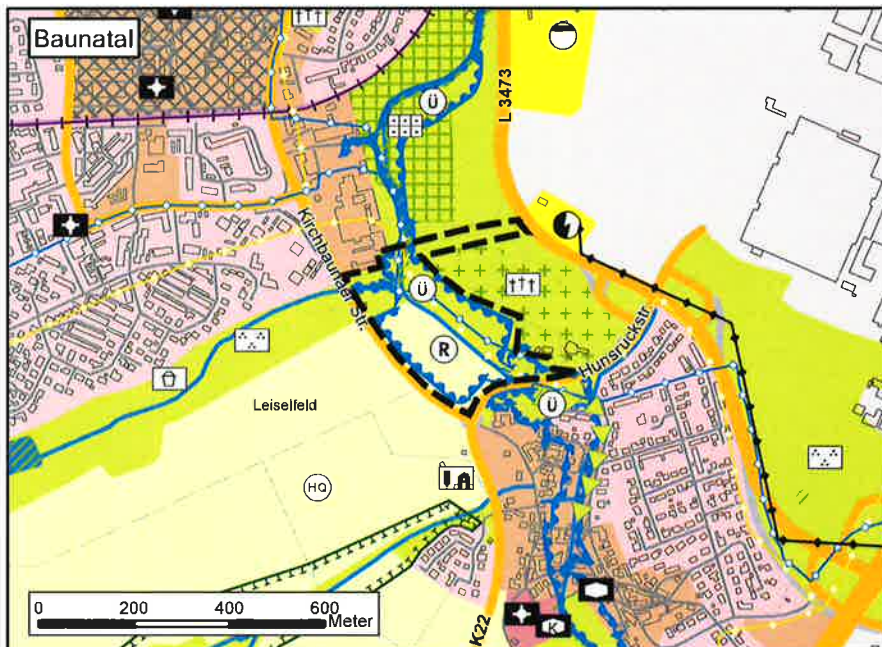 Baunatal
L 3473
Ü
Kirchbaunaer Str.
Ü
R
Hunsrückstr.
Ü
Leiselfeld
HQ
K
K22
0 200 400 600
Meter